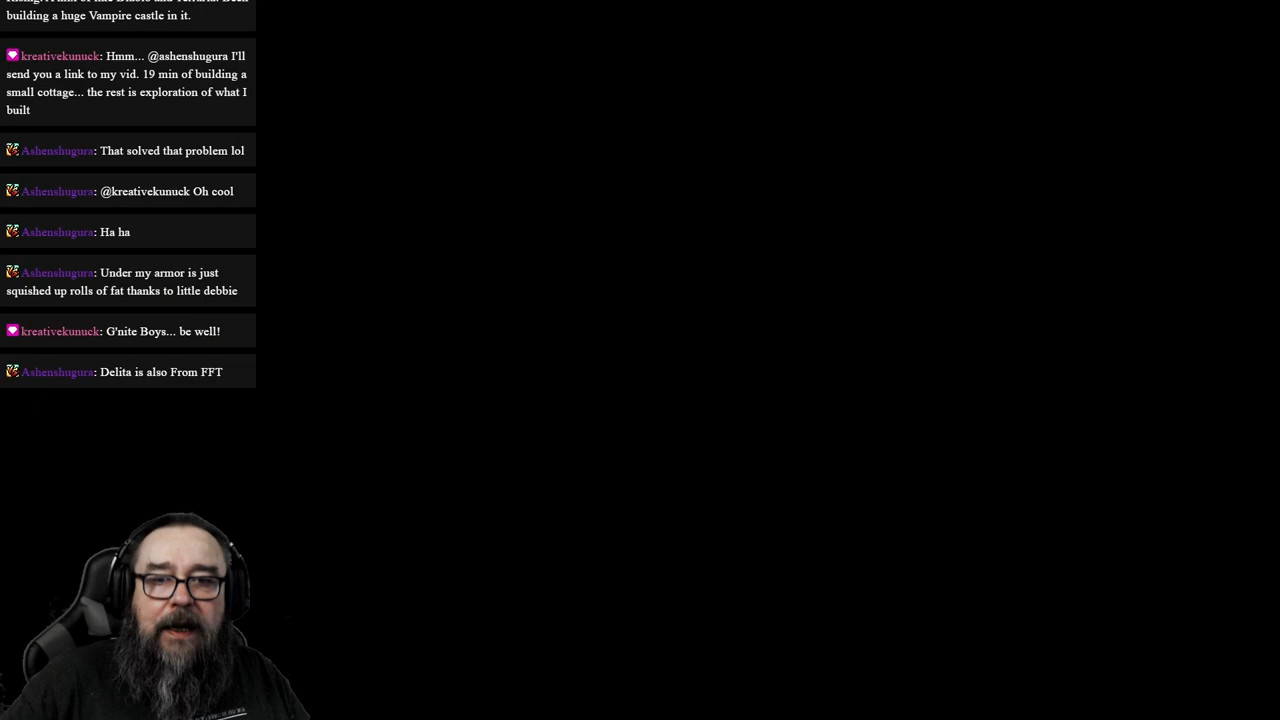 building a huge Vampire castle in it.
kreativekunuck: Hmm... @ashenshugura I'll
send you a link to my vid. 19 min of building a
small cottage... the rest is exploration of what I
built
Ashenshugura: That solved that problem lol
Ashenshugura: @kreativekunuck Oh cool
Ashenshugura: Ha ha
Ashenshugura: Under my armor is just
squished up rolls of fat thanks to little debbie
kreativekunuck: G'nite Boys... be well!
Ashenshugura: Delita is also From FFT